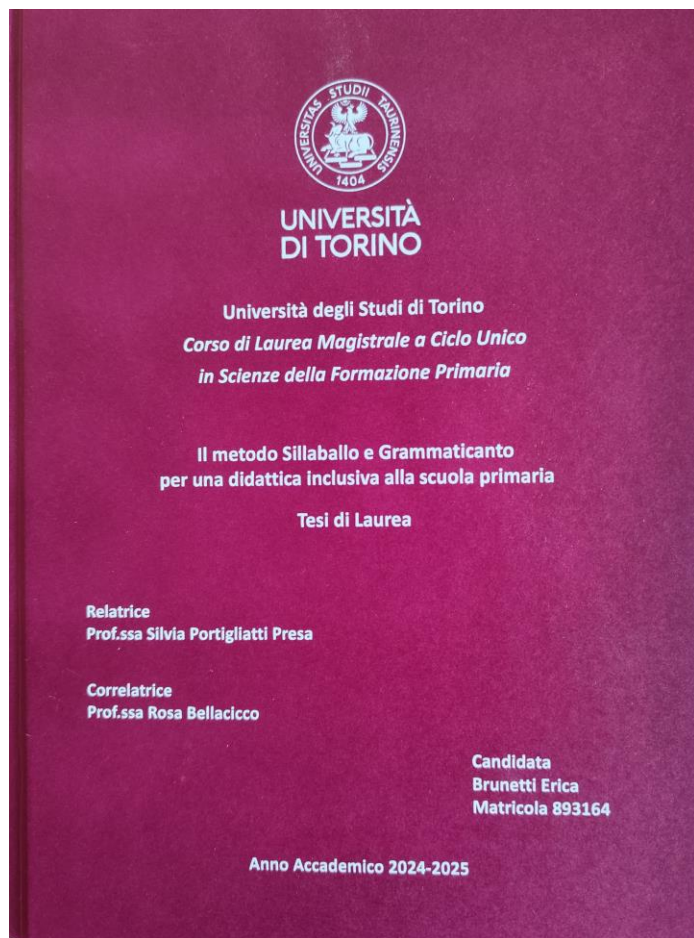 UNIVERSITAS STUDII TAURINENSIS
1404
UNIVERSITÀ
DI TORINO
Università degli Studi di Torino
Corso di Laurea Magistrale a Ciclo Unico
in Scienze della Formazione Primaria
Il metodo Sillaballo e Grammaticanto
per una didattica inclusiva alla scuola primaria
Tesi di Laurea
Relatrice
Prof.ssa Silvia Portigliatti Presa
Correlatrice
Prof.ssa Rosa Bellacicco
Candidata
Brunetti Erica
Matricola 893164
Anno Accademico 2024-2025